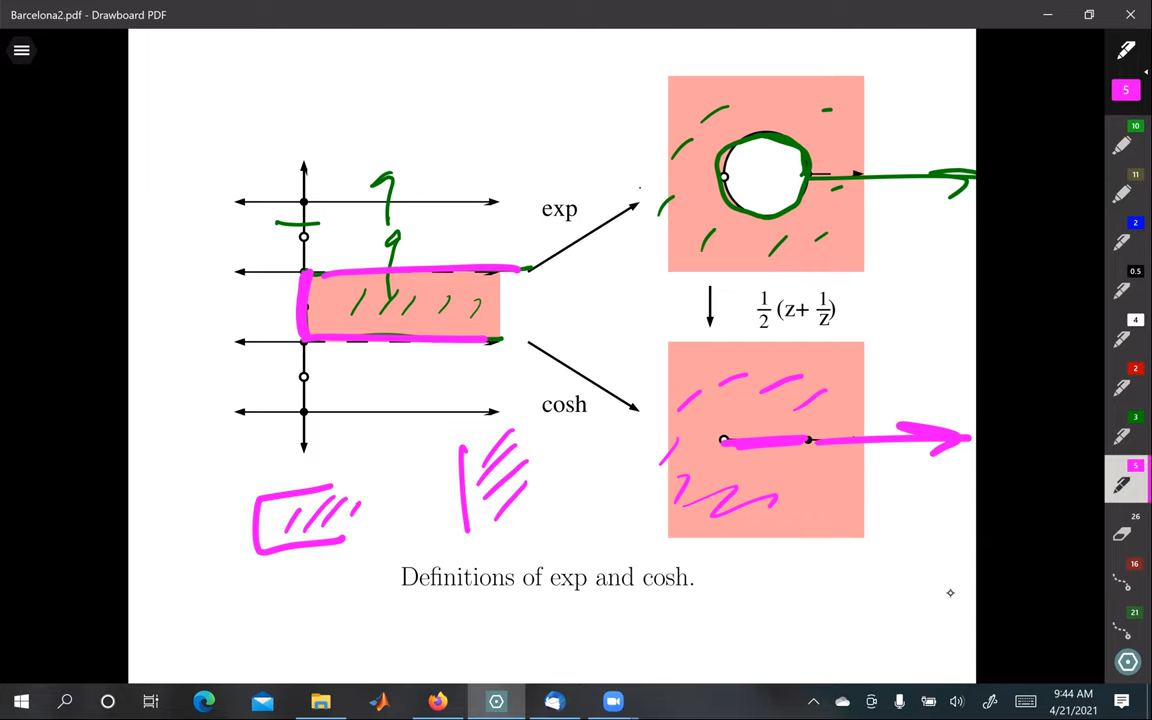 Barcelona2.pdf - Drawboard PDF
5
exp
1/2 (z+ 1/z)
cosh
Definitions of exp and cosh.
10
11
2
0.5
4
2
3
5
26
16
21
9:44 AM
4/21/2021